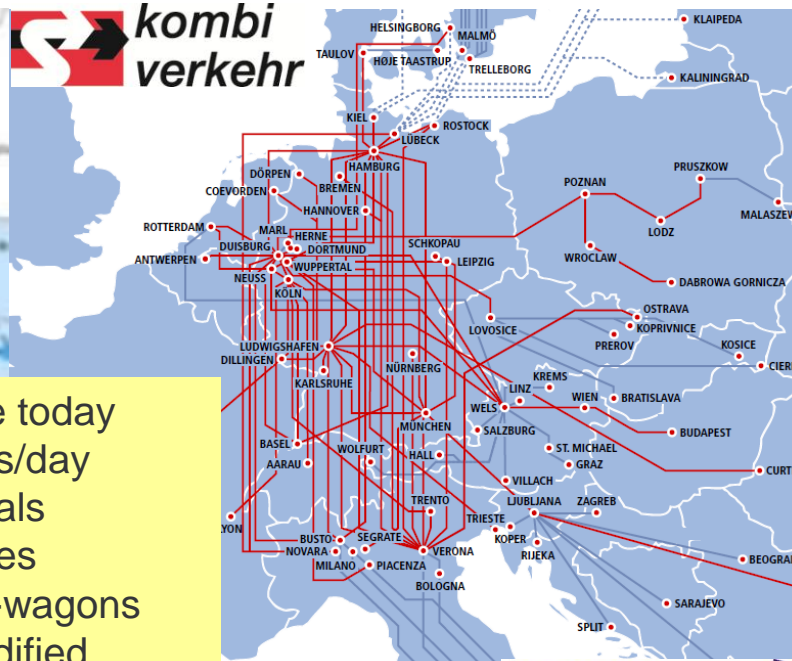 kombi
verkehr
HELSINGBORG
MALMÖ
KLAIPEDA
TAULOV
HØJE TAASTRUP
TRELLEBORG
KALININGRAD
KIEL
ROSTOCK
LÜBECK
HAMBURG
DÖRPEN
BREMEN
COEVORDEN
HANNOVER
POZNAN
PRUSZKOW
ROTTERDAM
MARL
HERNE
LODZ
DUISBURG
DORTMUND
SCHKOPAU
WROCLAW
ANTWERPEN
WUPPERTAL
LEIPZIG
NEUSS
KÖLN
DABROWA GORNICZA
OSTRAVA
LOVOSICE
KOPRIVNICE
PREROV
KOSICE
LUDWIGSHAFEN
DILLINGEN
NÜRNBERG
KARLSRUHE
KREMS
LINZ
WELS
WIEN
BRATISLAVA
MÜNCHEN
SALZBURG
BUDAPEST
BASEL
WOLFURT
HALL
ST. MICHAEL
AARAU
GRAZ
VILLACH
TRENTO
LJUBLJANA
ZAGREB
TRIESTE
KOPER
RIJEKA
BUSTO
SEGRATE
NOVARA
VERONA
MILANO
PIACENZA
BOLOGNA
SARAJEVO
SPLIT
today
s/day
als
es
-wagons
dified